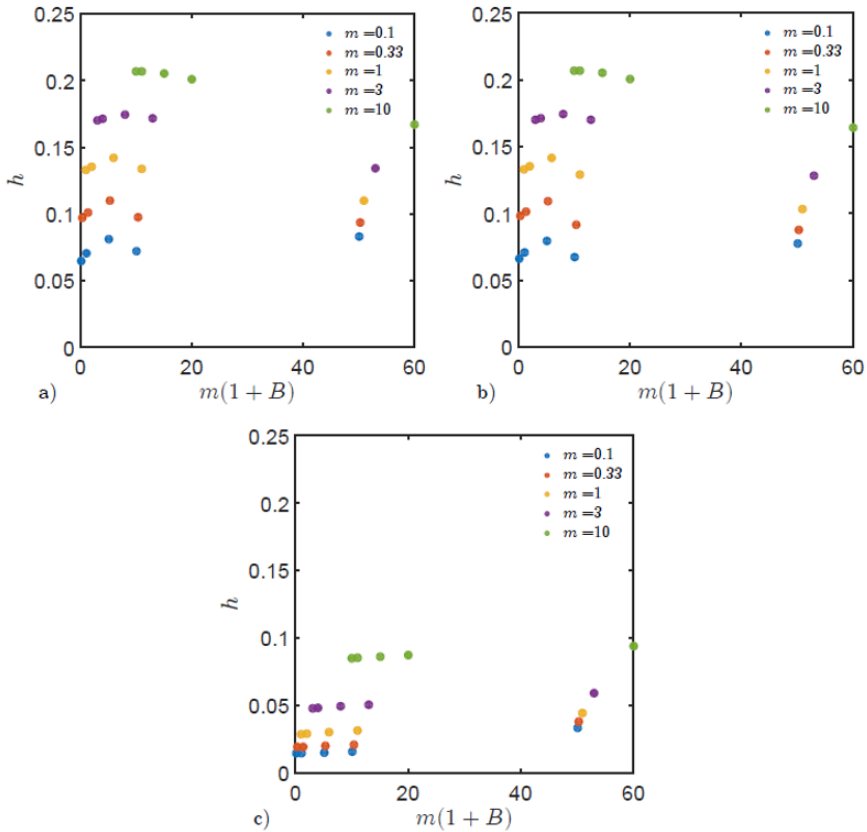 0.25
0.2
0.15
0.1
0.05
0
h
0
20
40
60
m(1 + B)
a)
m =0.1
m =0.33
m =1
m =3
m =10
0.25
0.2
0.15
0.1
0.05
0
h
0
20
40
60
m(1 + B)
b)
m =0.1
m =0.33
m =1
m =3
m =10
0.25
0.2
0.15
0.1
0.05
0
h
0
20
40
60
m(1 + B)
c)
m =0.1
m =0.33
m =1
m =3
m =10